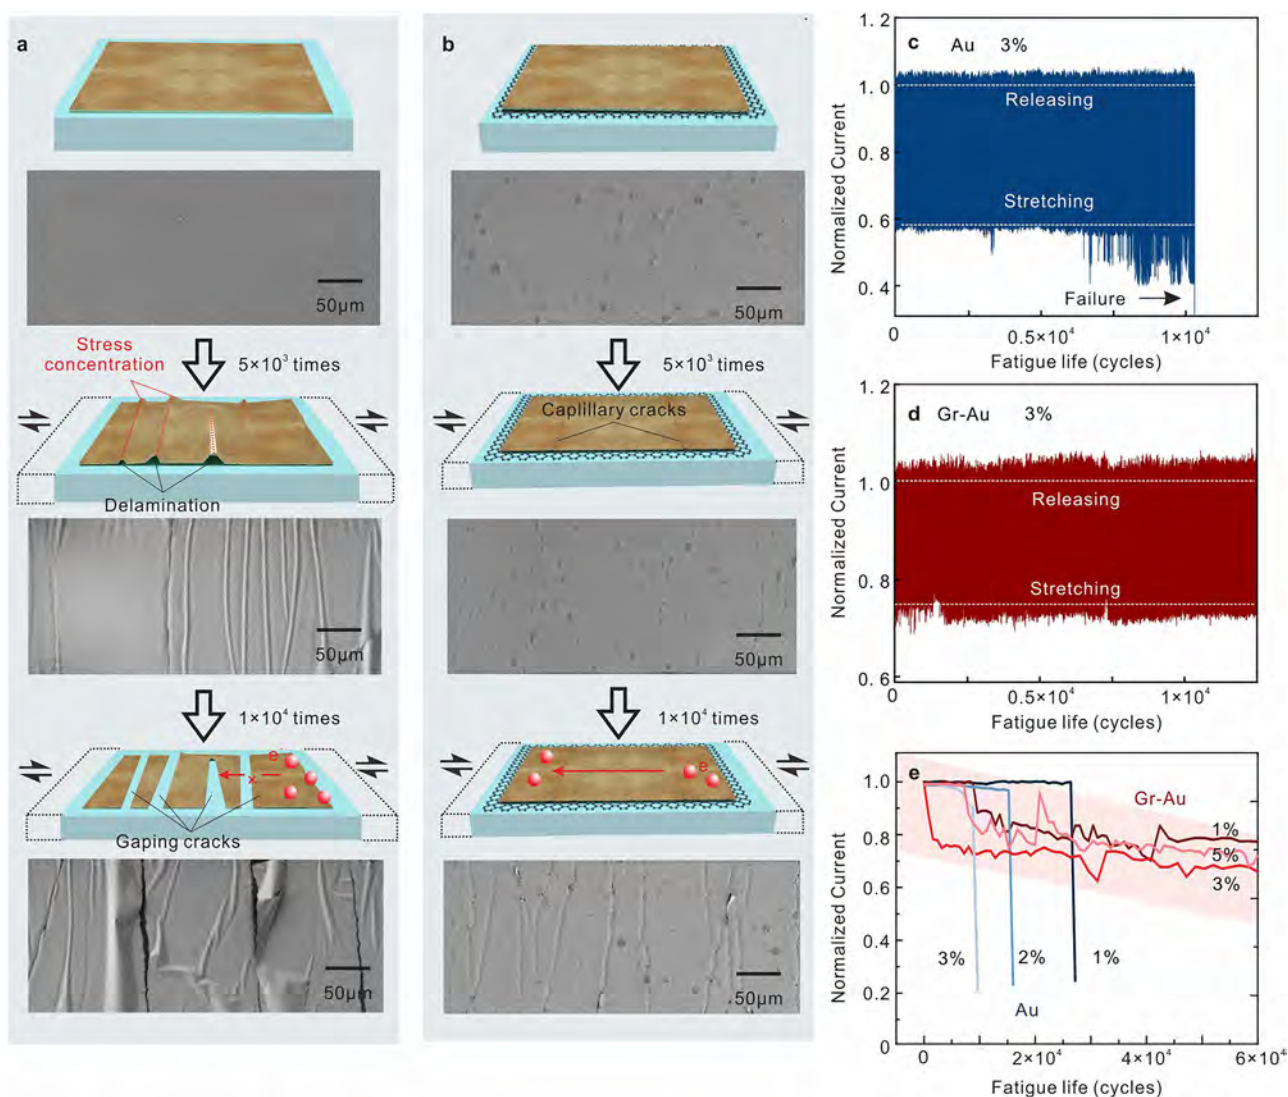 a
50μm
Stress
concentration
5×10³ times
Delamination
50μm
1×10⁴ times
e⁻
×
Gaping cracks
50μm
b
50μm
5×10³ times
Caplillary cracks
50μm
1×10⁴ times
e⁻
50μm
c Au 3%
Normalized Current
1. 2
1. 0
0. 8
0. 6
0. 4
Releasing
Stretching
Failure
0 0.5×10⁴ 1×10⁴
Fatigue life (cycles)
d Gr-Au 3%
Normalized Current
1. 2
1. 0
0. 8
0. 6
Releasing
Stretching
0 0.5×10⁴ 1×10⁴
Fatigue life (cycles)
e
Normalized Current
1.0
0.8
0.6
0.4
0.2
0.0
Gr-Au
1%
5%
3%
3% 2% 1%
Au
0 2×10⁴ 4×10⁴ 6×10⁴
Fatigue life (cycles)